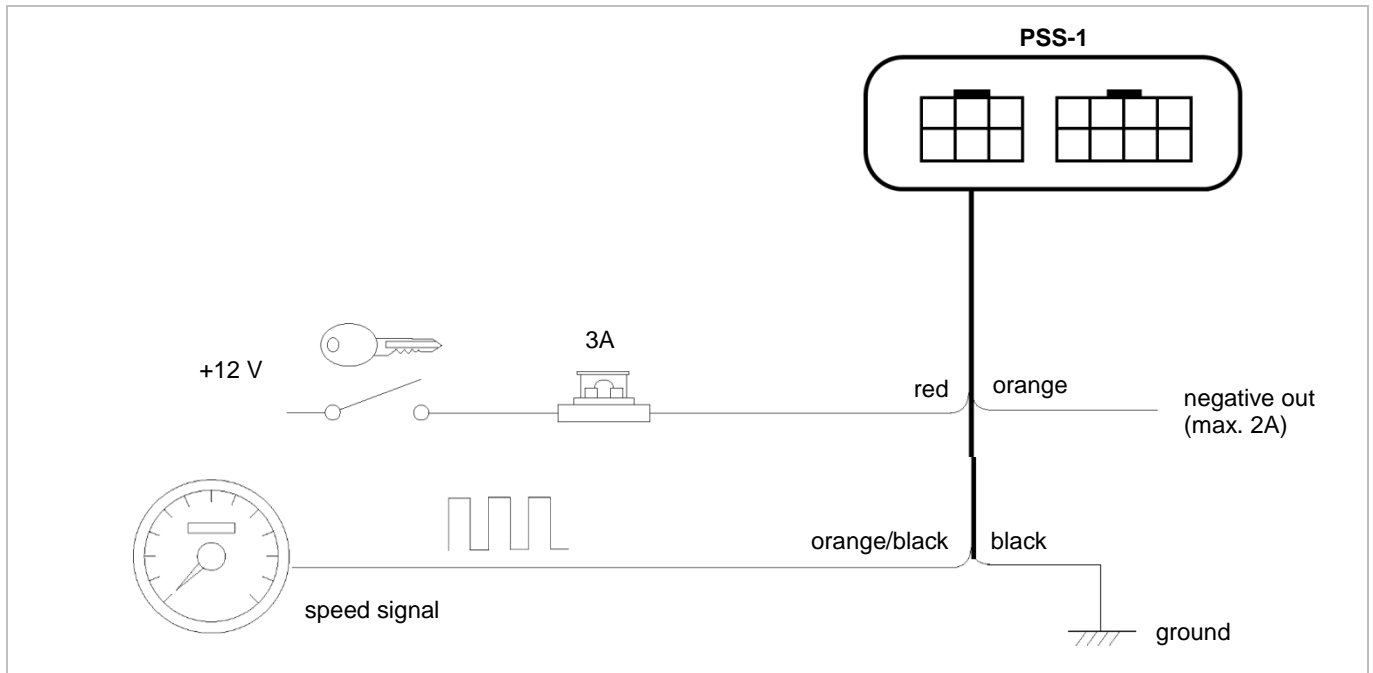 PSS-1
3A
+12 V
red
orange
negative out
(max. 2A)
orange/black
black
speed signal
ground